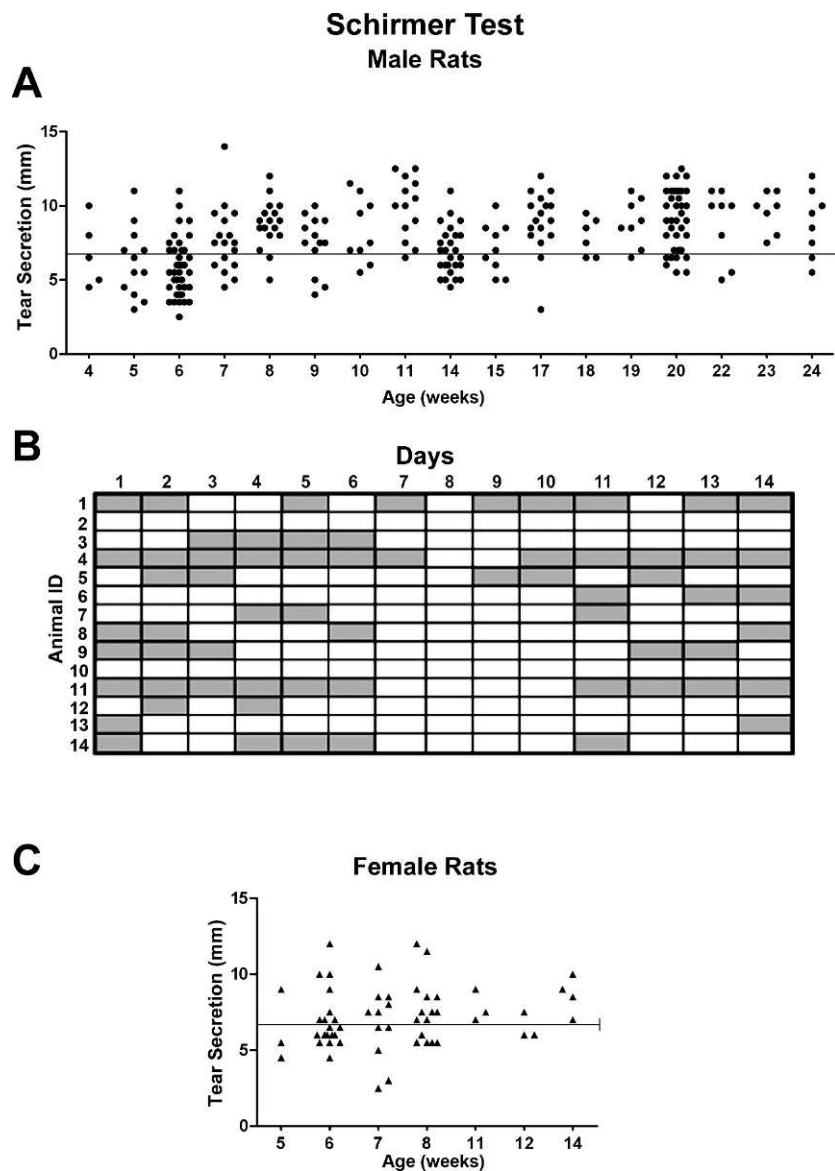 Schirmer Test
Male Rats
A
Tear Secretion (mm)
15
10
5
0
4 5 6 7 8 9 10 11 14 15 17 18 19 20 22 23 24
Age (weeks)
B
Days
1 2 3 4 5 6 7 8 9 10 11 12 13 14
Animal ID
1
2
3
4
5
6
7
8
9
10
11
12
13
14
C
Female Rats
Tear Secretion (mm)
15
10
5
0
5 6 7 8 11 12 14
Age (weeks)